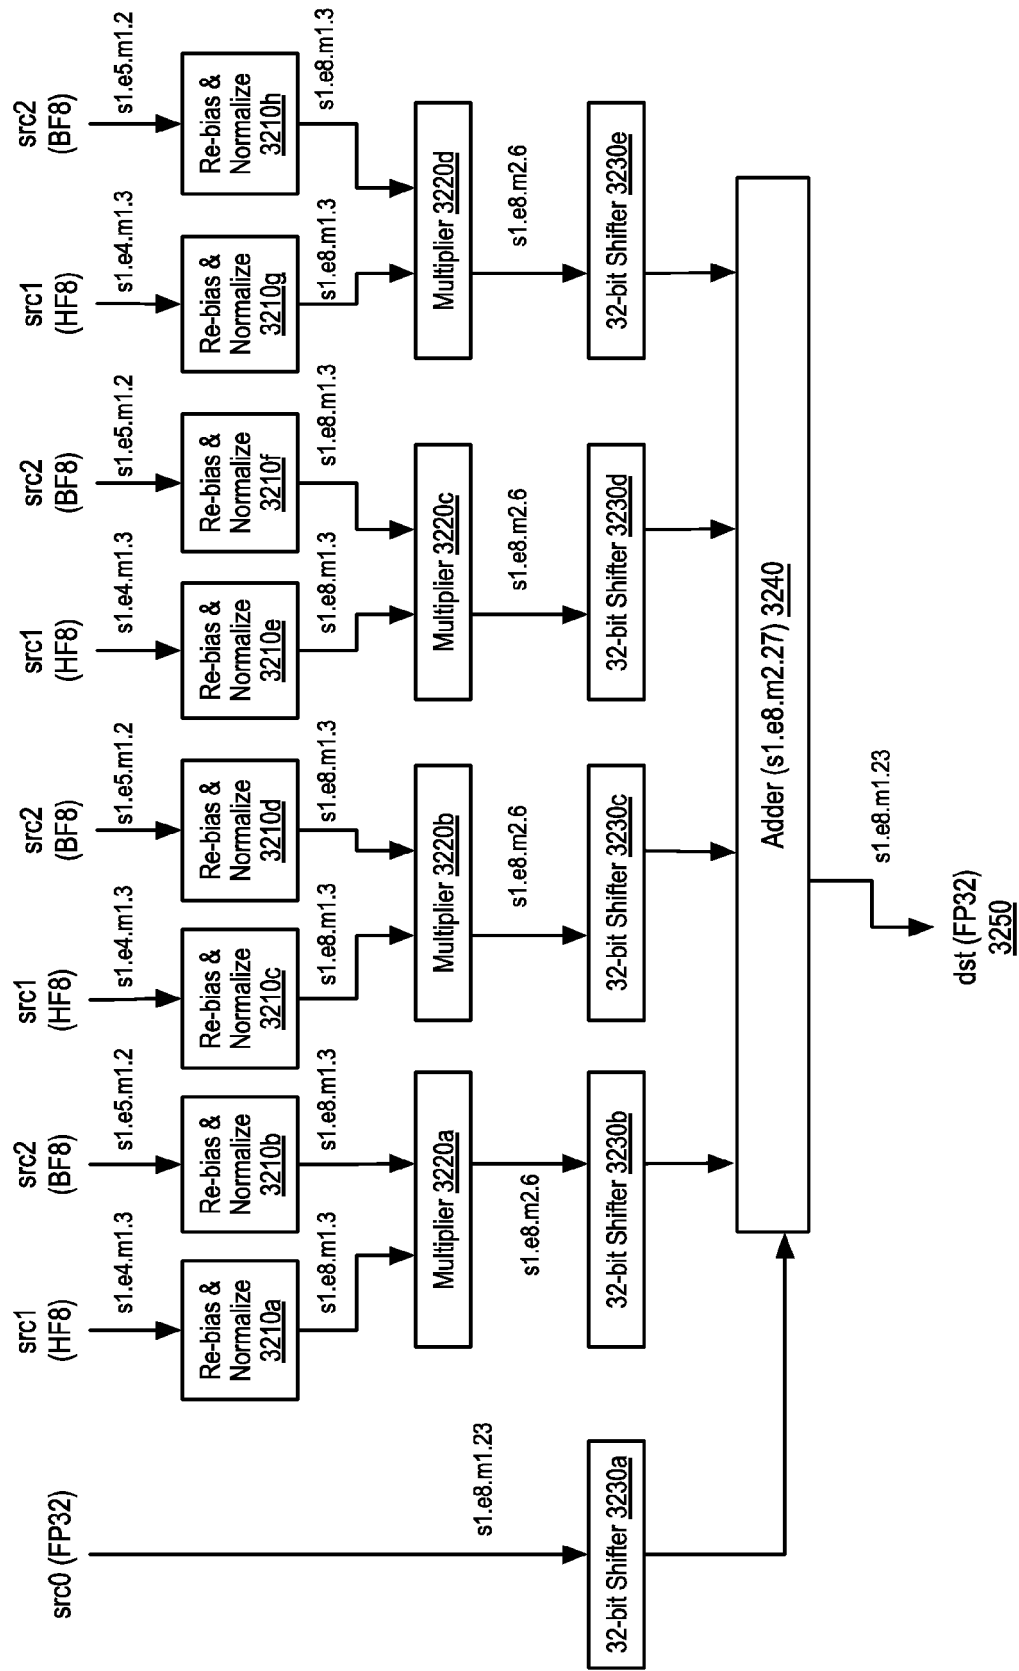 src0 (FP32)
src1
(HF8)
src2
(BF8)
src1
(HF8)
src2
(BF8)
src1
(HF8)
src2
(BF8)
src1
(HF8)
src2
(BF8)
s1.e4.m1.3
s1.e5.m1.2
s1.e4.m1.3
s1.e5.m1.2
s1.e4.m1.3
s1.e5.m1.2
s1.e4.m1.3
s1.e5.m1.2
Re-bias &
Normalize
3210a
Re-bias &
Normalize
3210b
Re-bias &
Normalize
3210c
Re-bias &
Normalize
3210d
Re-bias &
Normalize
3210e
Re-bias &
Normalize
3210f
Re-bias &
Normalize
3210g
Re-bias &
Normalize
3210h
s1.e8.m1.3
s1.e8.m1.3
s1.e8.m1.3
s1.e8.m1.3
s1.e8.m1.3
s1.e8.m1.3
s1.e8.m1.3
s1.e8.m1.3
Multiplier 3220a
Multiplier 3220b
Multiplier 3220c
Multiplier 3220d
s1.e8.m1.23
s1.e8.m2.6
s1.e8.m2.6
s1.e8.m2.6
s1.e8.m2.6
32-bit Shifter 3230a
32-bit Shifter 3230b
32-bit Shifter 3230c
32-bit Shifter 3230d
32-bit Shifter 3230e
Adder (s1.e8.m2.27) 3240
s1.e8.m1.23
dst (FP32)
3250